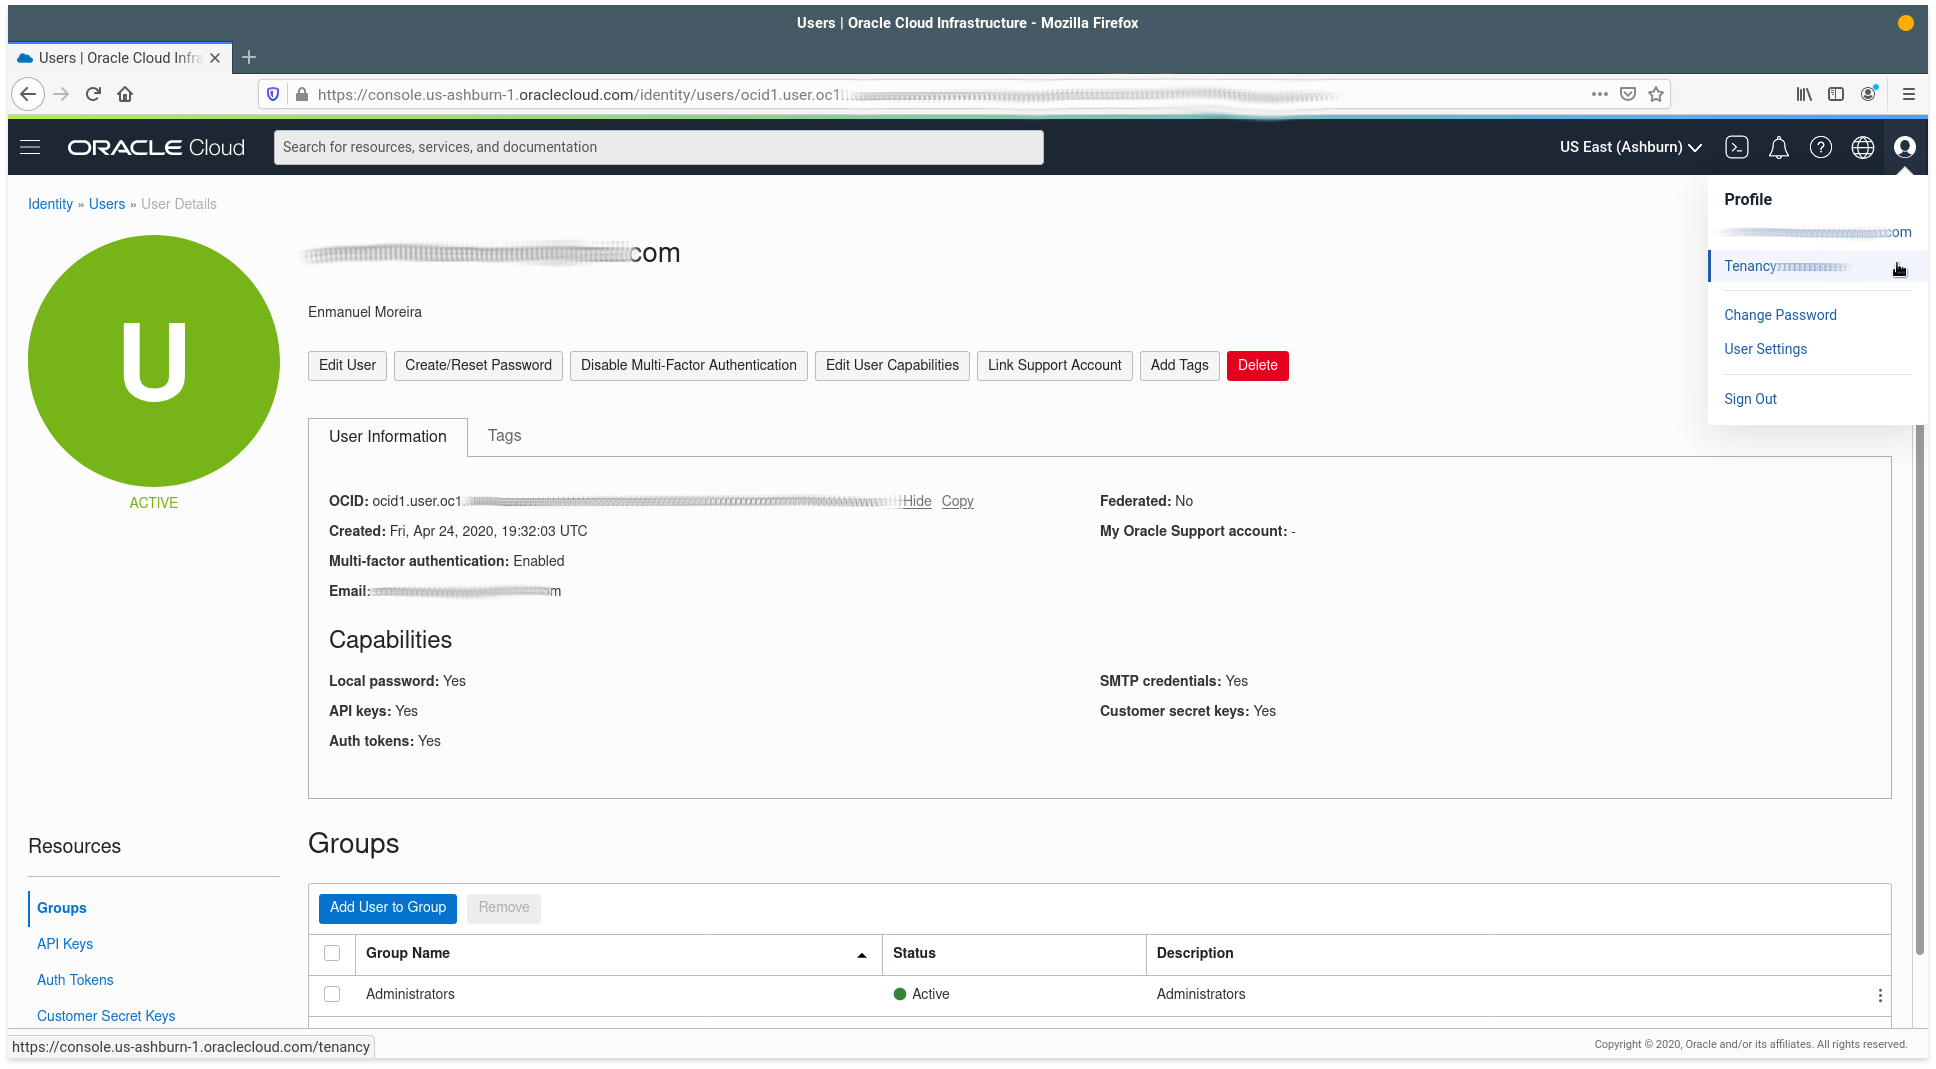 Users | Oracle Cloud Infrastructure - Mozilla Firefox
Users | Oracle Cloud Infra
https://console.us-ashburn-1.oraclecloud.com/identity/users/ocid1.user.oc1.
ORACLE Cloud
Search for resources, services, and documentation
US East (Ashburn)
Profile
com
Tenancy
Change Password
User Settings
Sign Out
Identity » Users » User Details
U
ACTIVE
com
Enmanuel Moreira
Edit User
Create/Reset Password
Disable Multi-Factor Authentication
Edit User Capabilities
Link Support Account
Add Tags
Delete
User Information
Tags
OCID: ocid1.user.oc1. Hide Copy
Created: Fri, Apr 24, 2020, 19:32:03 UTC
Multi-factor authentication: Enabled
Email: m
Federated: No
My Oracle Support account: -
Capabilities
Local password: Yes
API keys: Yes
Auth tokens: Yes
SMTP credentials: Yes
Customer secret keys: Yes
Resources
Groups
API Keys
Auth Tokens
Customer Secret Keys
Groups
Add User to Group
Remove
Group Name Status Description
Administrators Active Administrators
https://console.us-ashburn-1.oraclecloud.com/tenancy
Copyright © 2020, Oracle and/or its affiliates. All rights reserved.